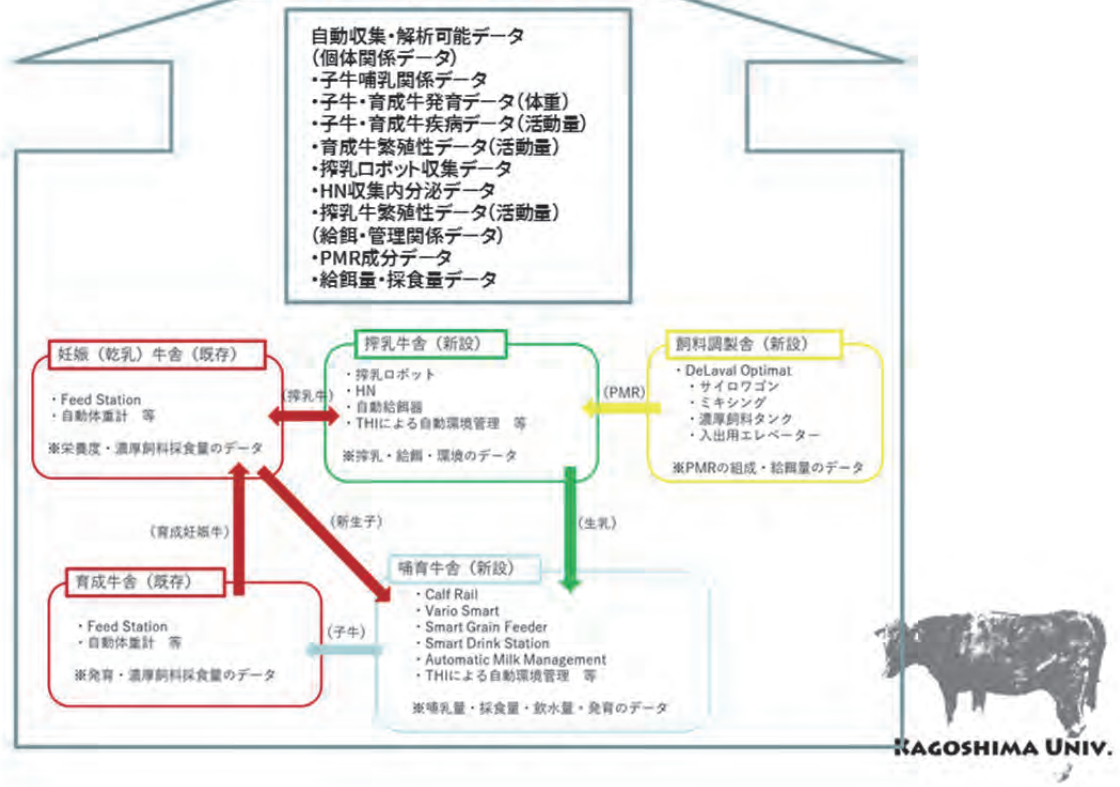 自動収集・解析可能データ
(個体関係データ)
・子牛哺乳関係データ
・子牛・育成牛発育データ(体重)
・子牛・育成牛疾病データ(活動量)
・育成牛繁殖性データ(活動量)
・搾乳ロボット収集データ
・HN収集内分泌データ
・搾乳牛繁殖性データ(活動量)
(給餌・管理関係データ)
・PMR成分データ
・給餌量・採食量データ
妊娠（乾乳）牛舎（既存）
・Feed Station
・自動体重計　等
※栄養度・濃厚飼料採食量のデータ
(搾乳牛)
搾乳牛舎（新設）
・搾乳ロボット
・HN
・自動給餌器
・THIによる自動環境管理　等
※搾乳・給餌・環境のデータ
(PMR)
飼料調製舎（新設）
・DeLaval Optimat
・サイロワゴン
・ミキシング
・濃厚飼料タンク
・入出用エレベーター
※PMRの組成・給餌量のデータ
(育成妊娠牛)
(新生子)
(生乳)
育成牛舎（既存）
・Feed Station
・自動体重計　等
※発育・濃厚飼料採食量のデータ
(子牛)
哺育牛舎（新設）
・Calf Rail
・Vario Smart
・Smart Grain Feeder
・Smart Drink Station
・Automatic Milk Management
・THIによる自動環境管理　等
※哺乳量・採食量・飲水量・発育のデータ
KAGOSHIMA UNIV.